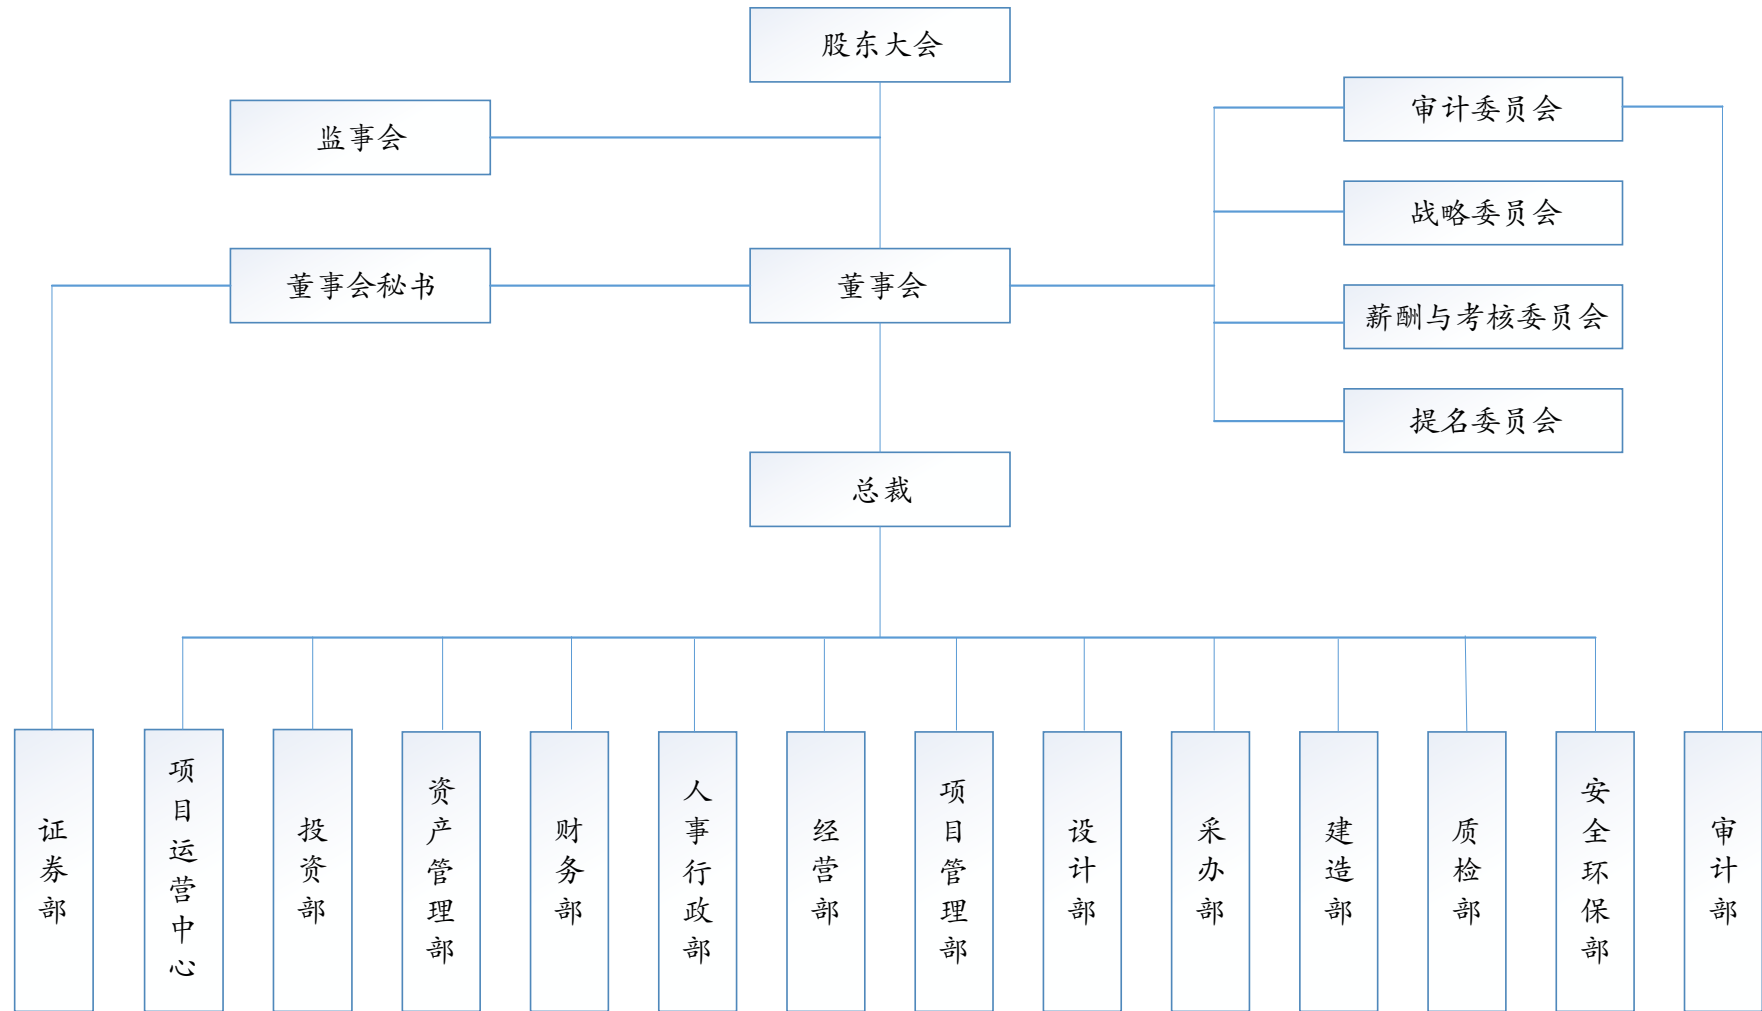 股东大会
监事会
审计委员会
战略委员会
董事会秘书
董事会
薪酬与考核委员会
提名委员会
总裁
证券部
项目运营中心
投资部
资产管理部
财务部
人事行政部
经营部
项目管理部
设计部
采办部
建造部
质检部
安全环保部
审计部